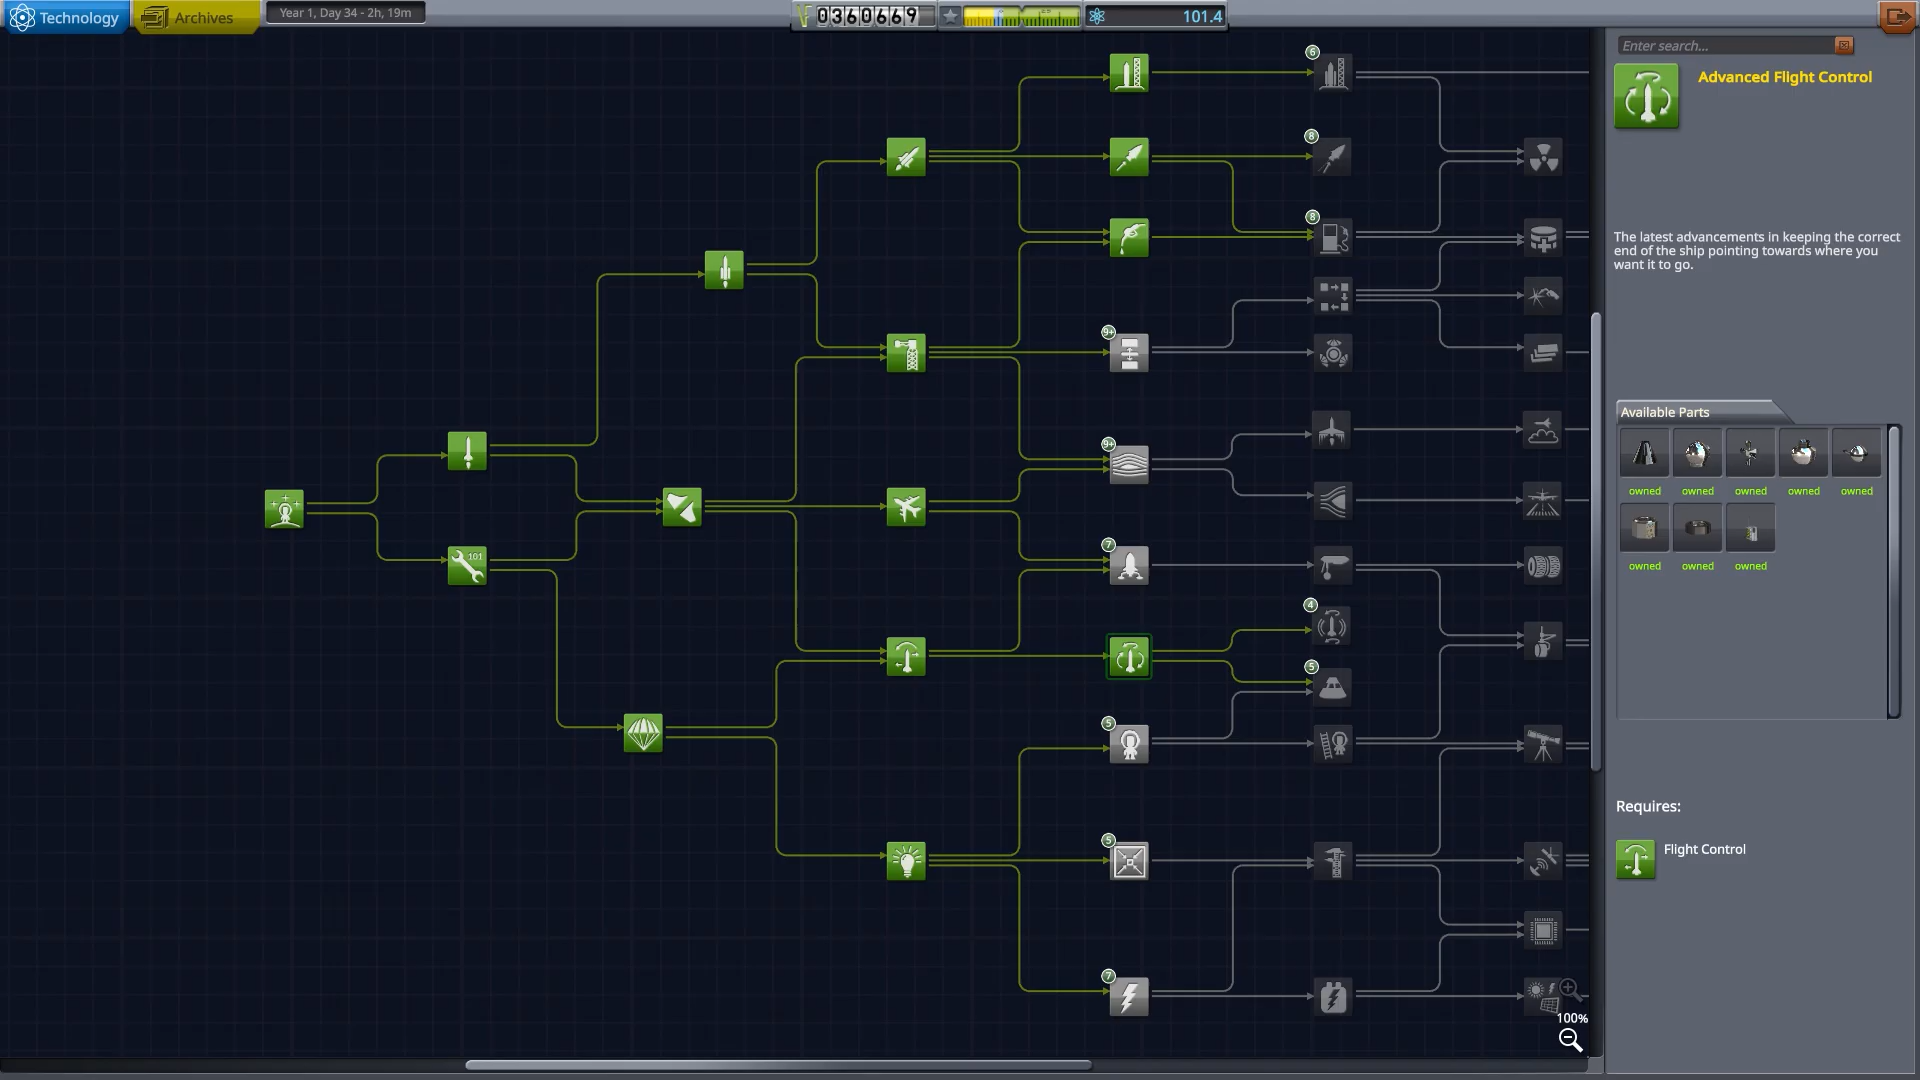 Technology
Archives
Year 1, Day 34 - 2h, 19m
0360669
101.4
Enter search...
Advanced Flight Control
The latest advancements in keeping the correct
end of the ship pointing towards where you
want it to go.
Available Parts
owned owned owned owned owned
owned owned owned
Requires:
Flight Control
6
8
8
9+
9+
7
4
5
5
5
7
101
100%